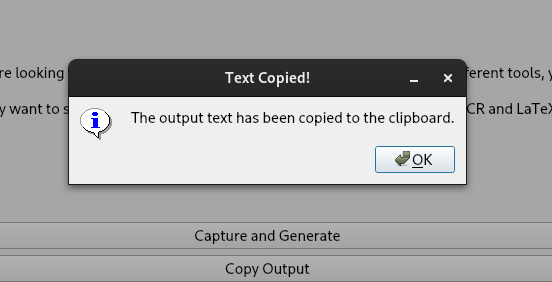 Text Copied!
re looking
ferent tools, y
The output text has been copied to the clipboard.
y want to s
CR and LaTeX
OK
Capture and Generate
Copy Output